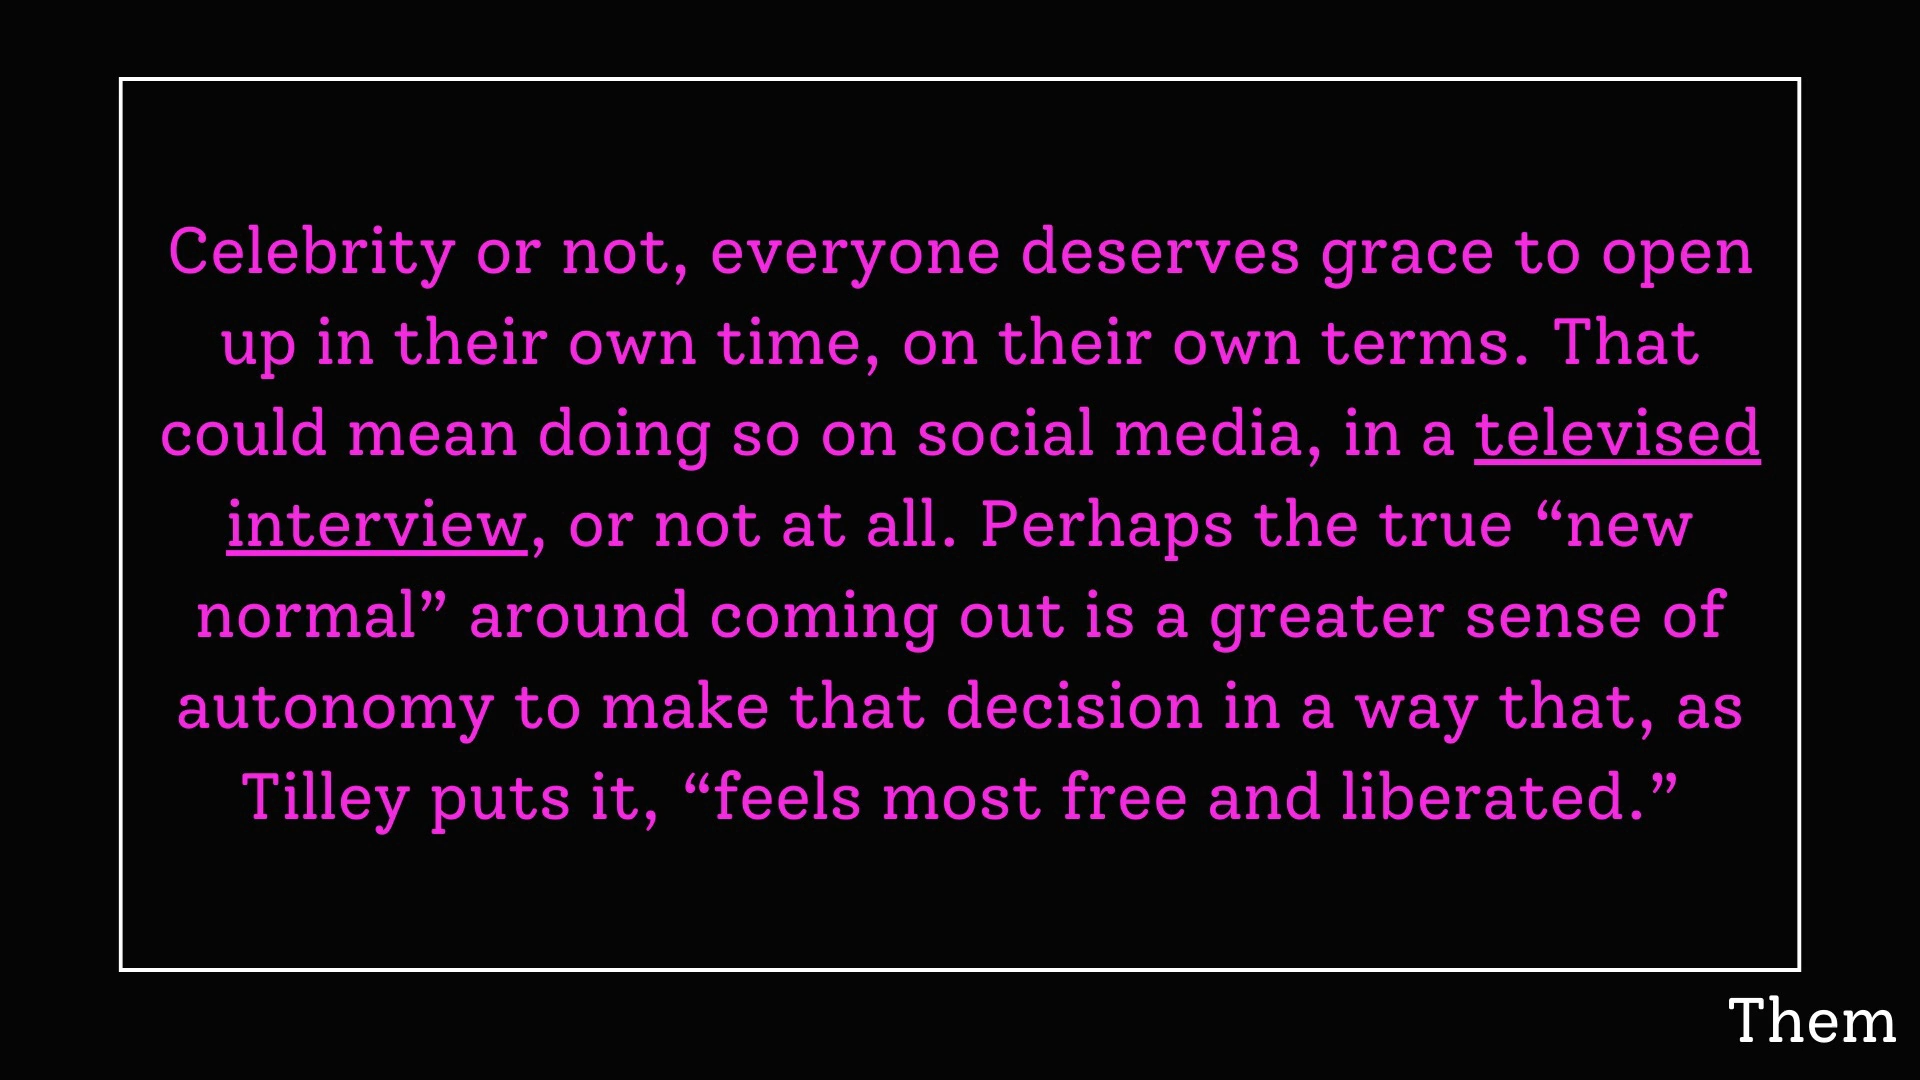 Celebrity or not, everyone deserves grace to open
up in their own time, on their own terms. That
could mean doing so on social media, in a televised
interview, or not at all. Perhaps the true “new
normal” around coming out is a greater sense of
autonomy to make that decision in a way that, as
Tilley puts it, “feels most free and liberated.”
Them